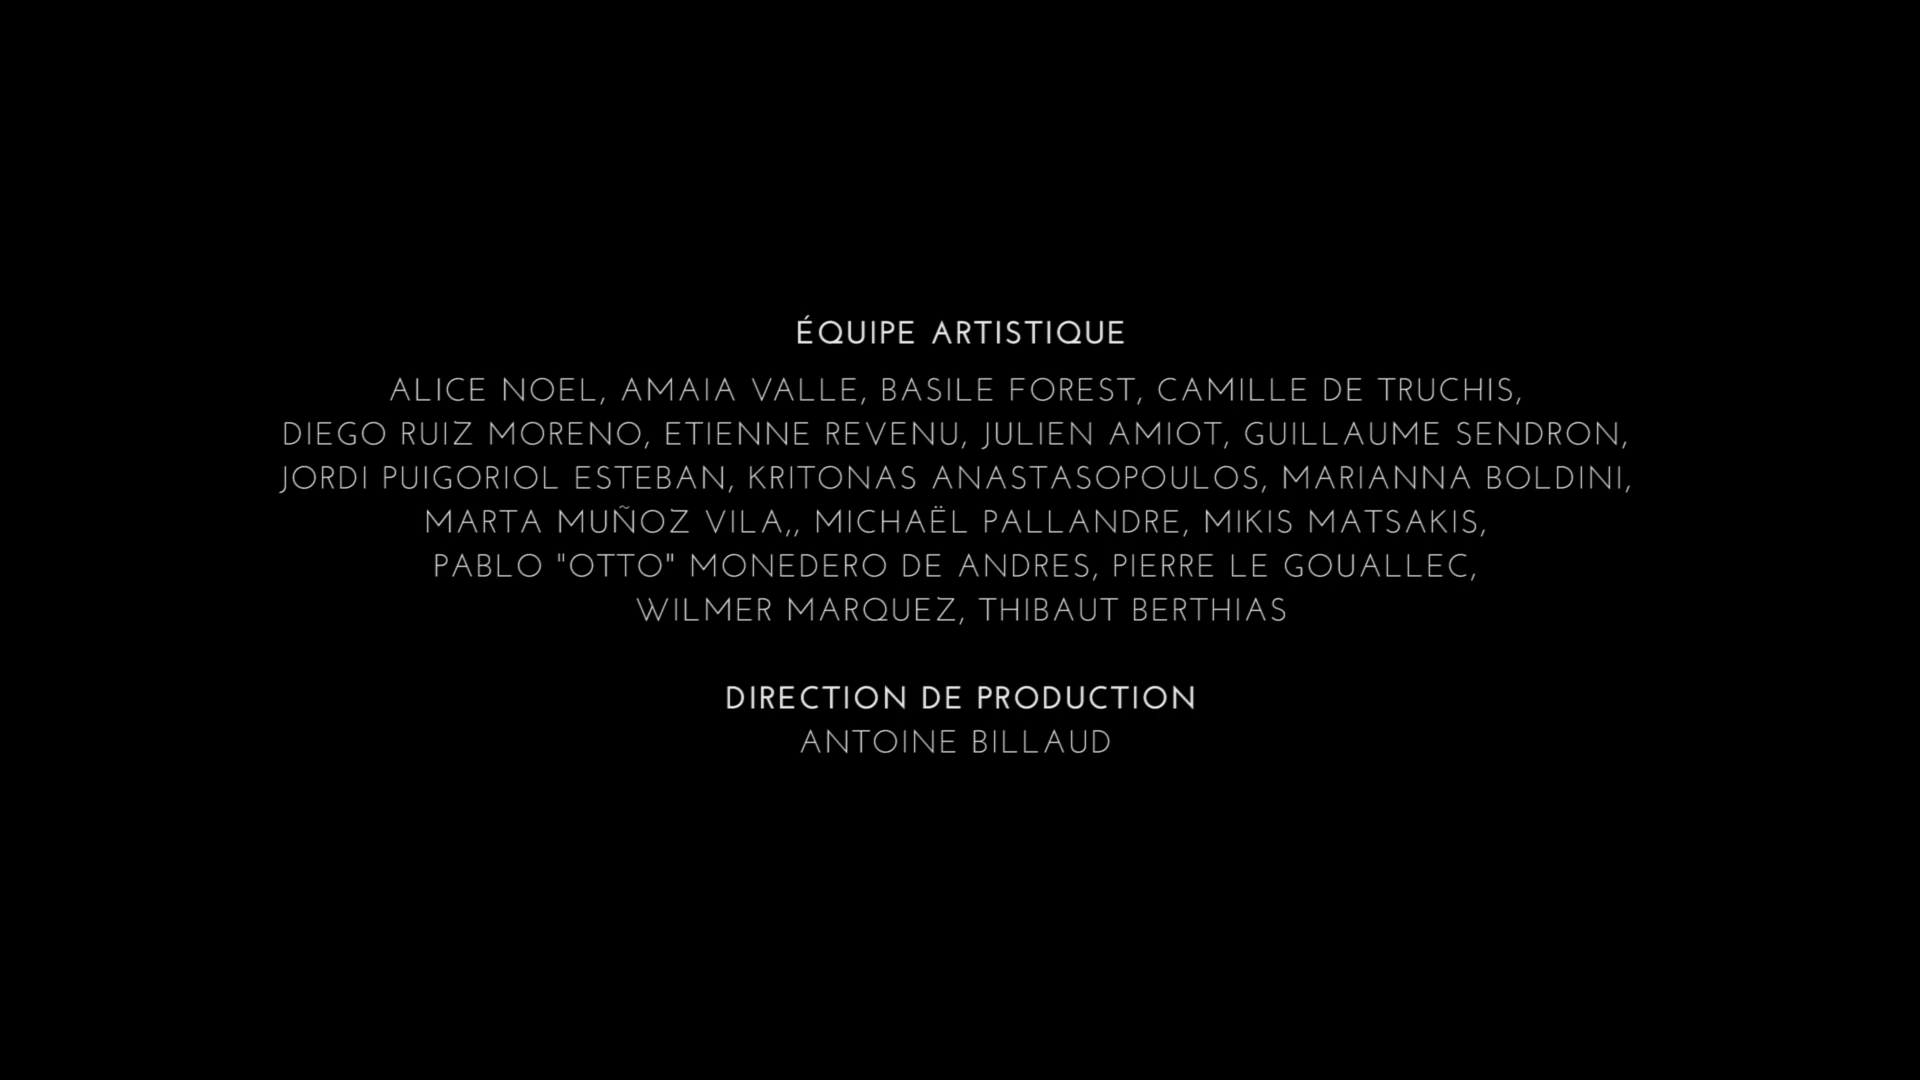 ÉQUIPE ARTISTIQUE
ALICE NOEL, AMAIA VALLE, BASILE FOREST, CAMILLE DE TRUCHIS,
DIEGO RUIZ MORENO, ETIENNE REVENU, JULIEN AMIOT, GUILLAUME SENDRON,
JORDI PUIGORIOL ESTEBAN, KRITONAS ANASTASOPOULOS, MARIANNA BOLDINI,
MARTA MUÑOZ VILA,, MICHAËL PALLANDRE, MIKIS MATSAKIS,
PABLO "OTTO" MONEDERO DE ANDRES, PIERRE LE GOUALLEC,
WILMER MARQUEZ, THIBAUT BERTHIAS
DIRECTION DE PRODUCTION
ANTOINE BILLAUD